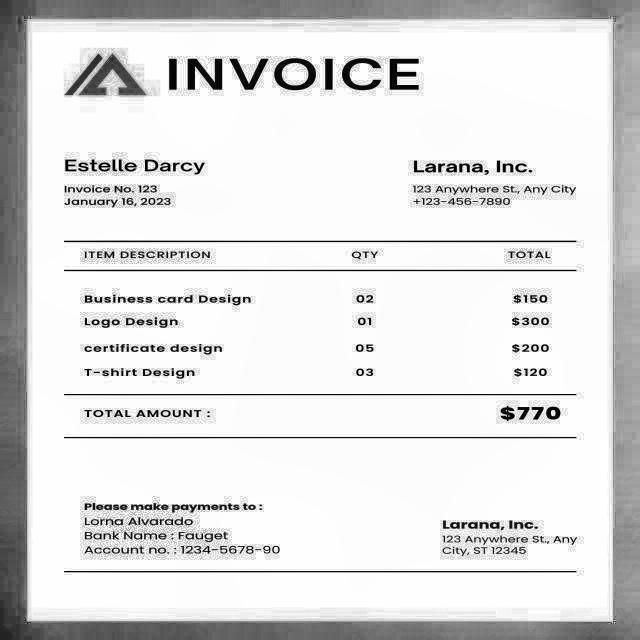 INVOICE
Estelle Darcy
Invoice No. 123
January 16, 2023
Larana, Inc.
123 Anywhere St., Any City
+123-456-7890
ITEM DESCRIPTION QTY TOTAL
Business card Design 02 $150
Logo Design 01 $300
certificate design 05 $200
T-shirt Design 03 $120
TOTAL AMOUNT : $770
Please make payments to :
Lorna Alvarado
Bank Name : Fauget
Account no. : 1234-5678-90
Larana, Inc.
123 Anywhere St., Any
City, ST 12345